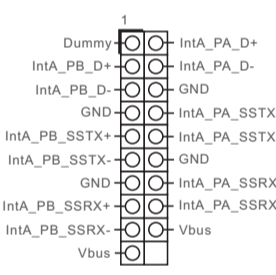 1
Dummy IntA_PA_D+
IntA_PB_D+ IntA_PA_D-
IntA_PB_D- GND
GND IntA_PA_SSTX
IntA_PB_SSTX+ IntA_PA_SSTX
IntA_PB_SSTX- GND
GND IntA_PA_SSRX
IntA_PB_SSRX+ IntA_PA_SSRX
IntA_PB_SSRX- Vbus
Vbus